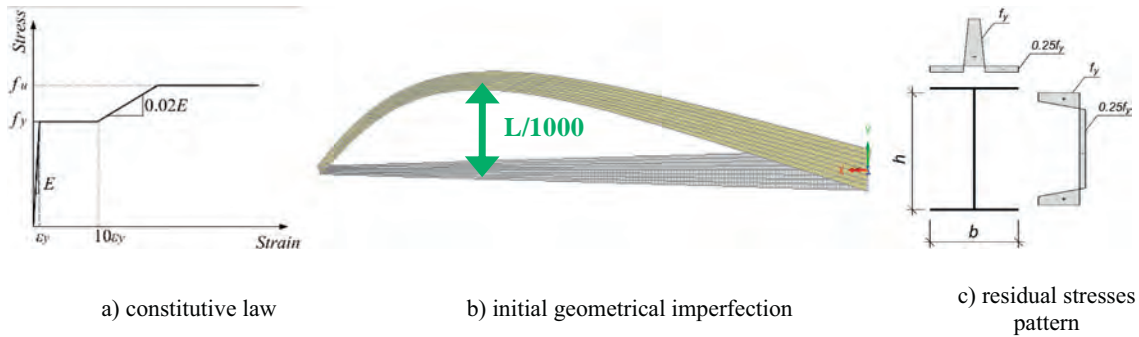 Stress
fu
fy
0.02E
E
εy
10εy
Strain
L/1000
Y
Z
fy
0.25fy
fy
0.25fy
h
b
a) constitutive law
b) initial geometrical imperfection
c) residual stresses
pattern